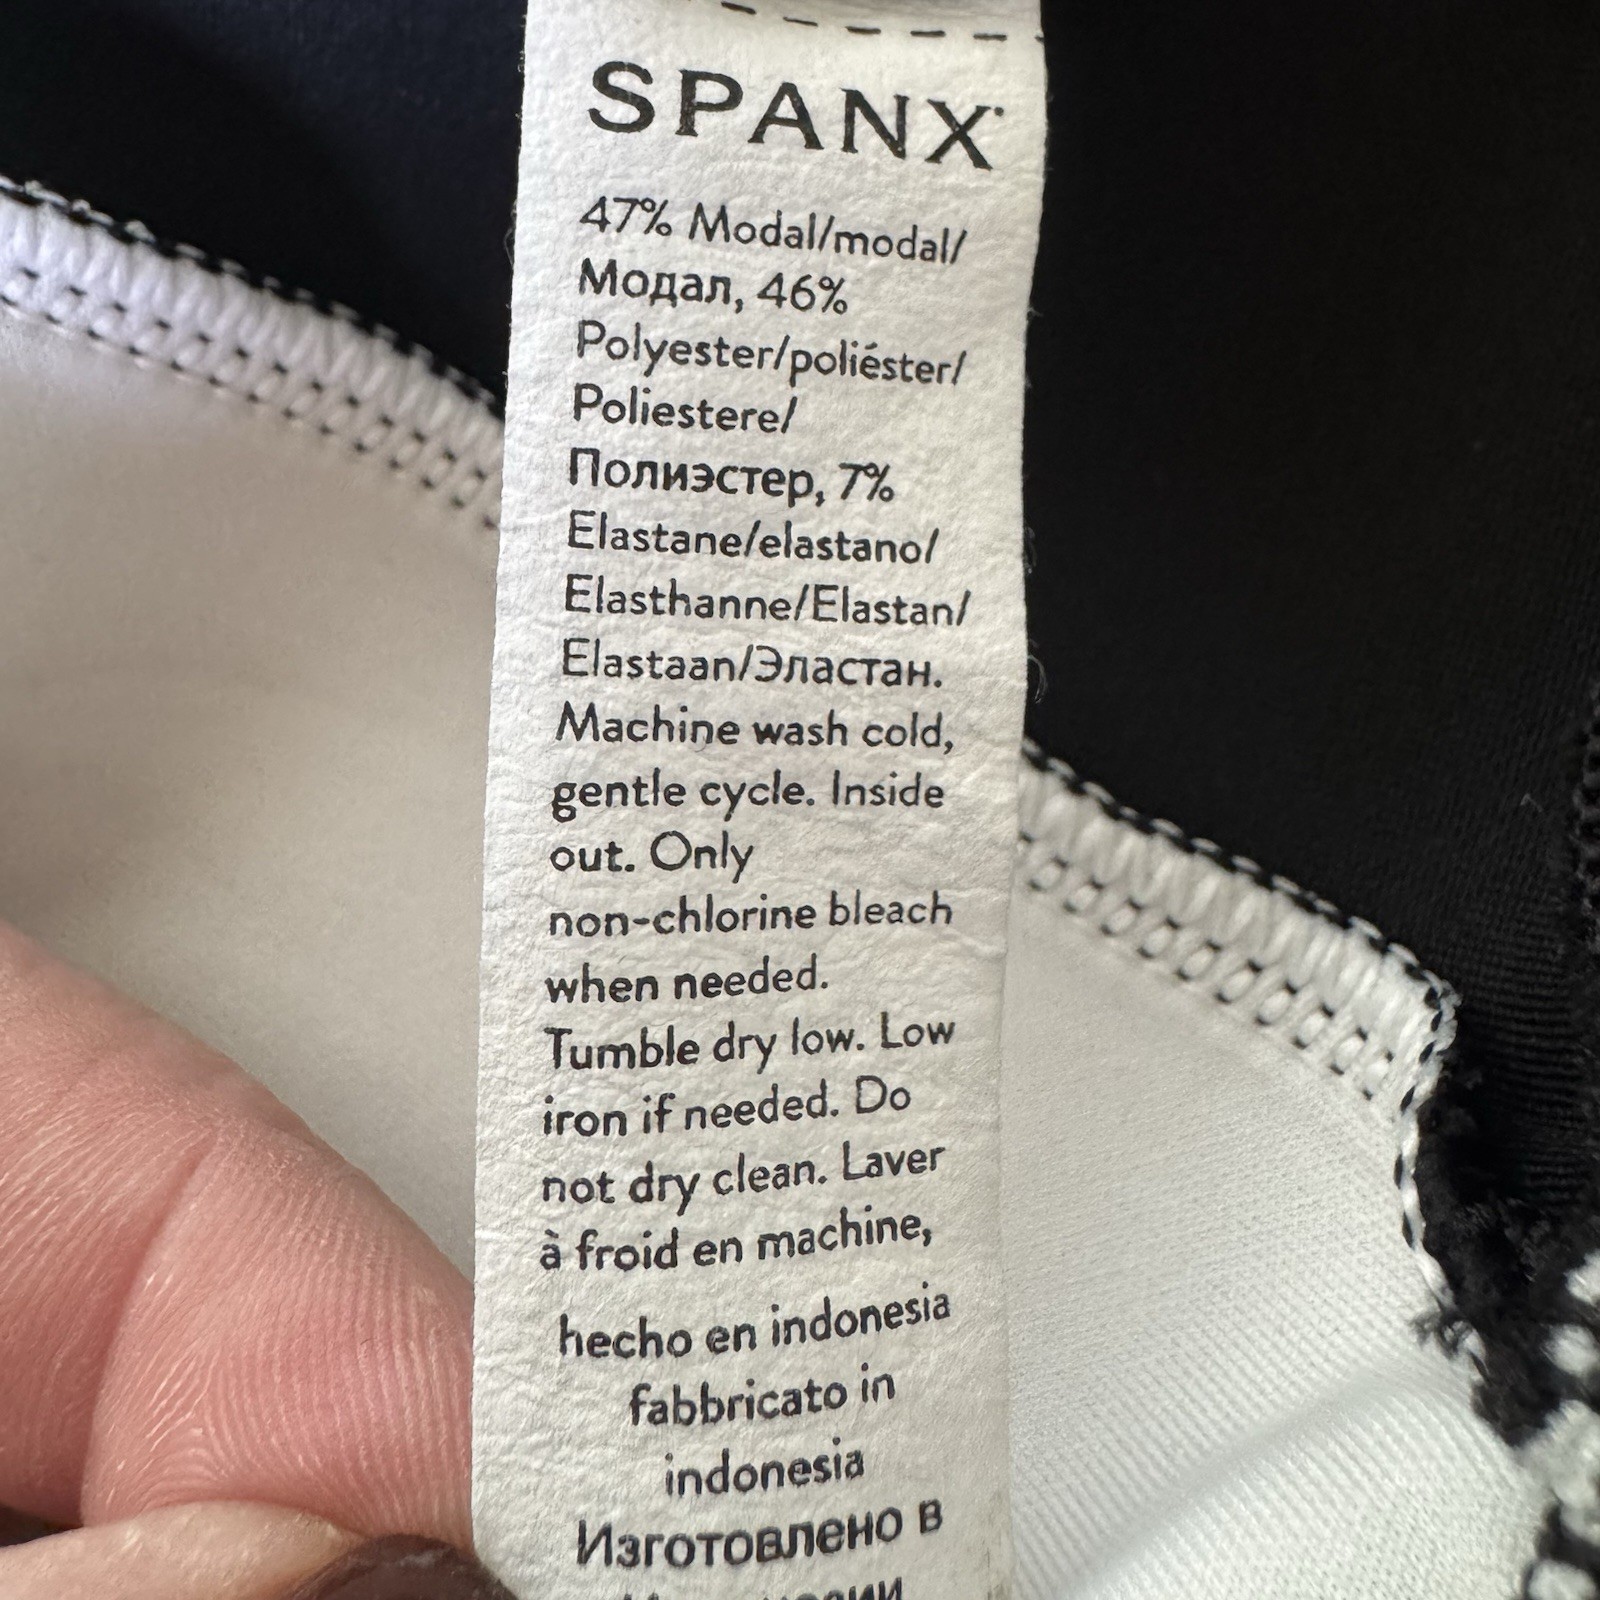 SPANX
47% Modal/modal/
Модал, 46%
Polyester/poliéster/
Poliestere/
Полиэстер, 7%
Elastane/elastano/
Elasthanne/Elastan/
Elastaan/Эластан.
Machine wash cold,
gentle cycle. Inside
out. Only
non-chlorine bleach
when needed.
Tumble dry low. Low
iron if needed. Do
not dry clean. Laver
à froid en machine,
hecho en indonesia
fabbricato in
indonesia
Изготовлено в